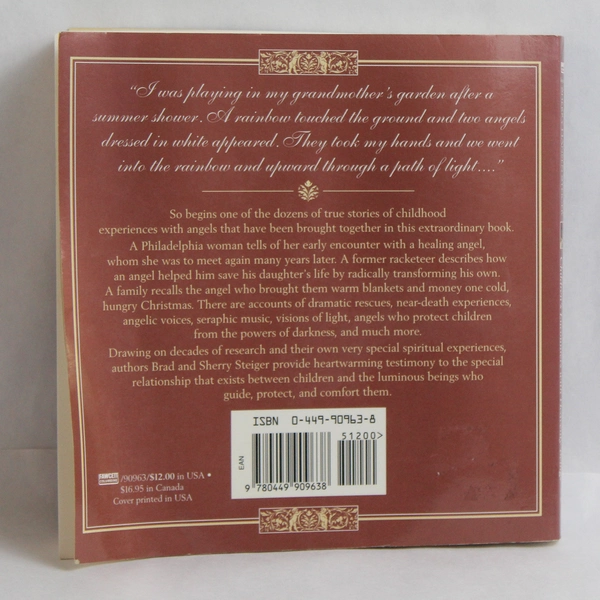 “I was playing in my grandmother's garden after a
summer shower. A rainbow touched the ground and two angels
dressed in white appeared. They took my hands and we went
into the rainbow and upward through a path of light....”
So begins one of the dozens of true stories of childhood
experiences with angels that have been brought together in this extraordinary book.
A Philadelphia woman tells of her early encounter with a healing angel,
whom she was to meet again many years later. A former racketeer describes how
an angel helped him save his daughter's life by radically transforming his own.
A family recalls the angel who brought them warm blankets and money one cold,
hungry Christmas. There are accounts of dramatic rescues, near-death experiences,
angelic voices, seraphic music, visions of light, angels who protect children
from the powers of darkness, and much more.
Drawing on decades of research and their own very special spiritual experiences,
authors Brad and Sherry Steiger provide heartwarming testimony to the special
relationship that exists between children and the luminous beings who
guide, protect, and comfort them.
ISBN 0-449-90963-8
51200>
EAN
9 780449 909638
FAWCETT
/90963/$12.00 in USA •
$16.95 in Canada
Cover printed in USA